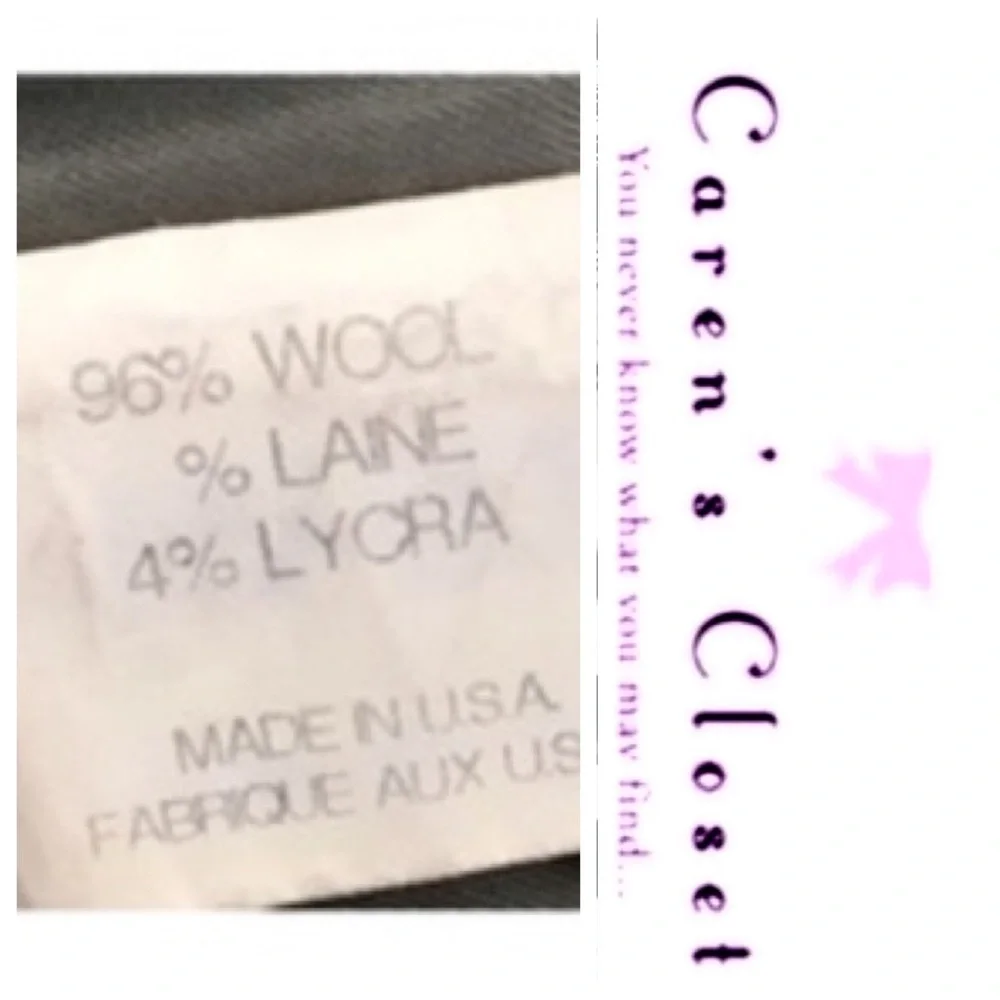 96% WOOL
% LAINE
4% LYCRA
MADE IN U.S.A.
FABRIQUE AUX U.S
Caren's Closet
You never know what you may find...